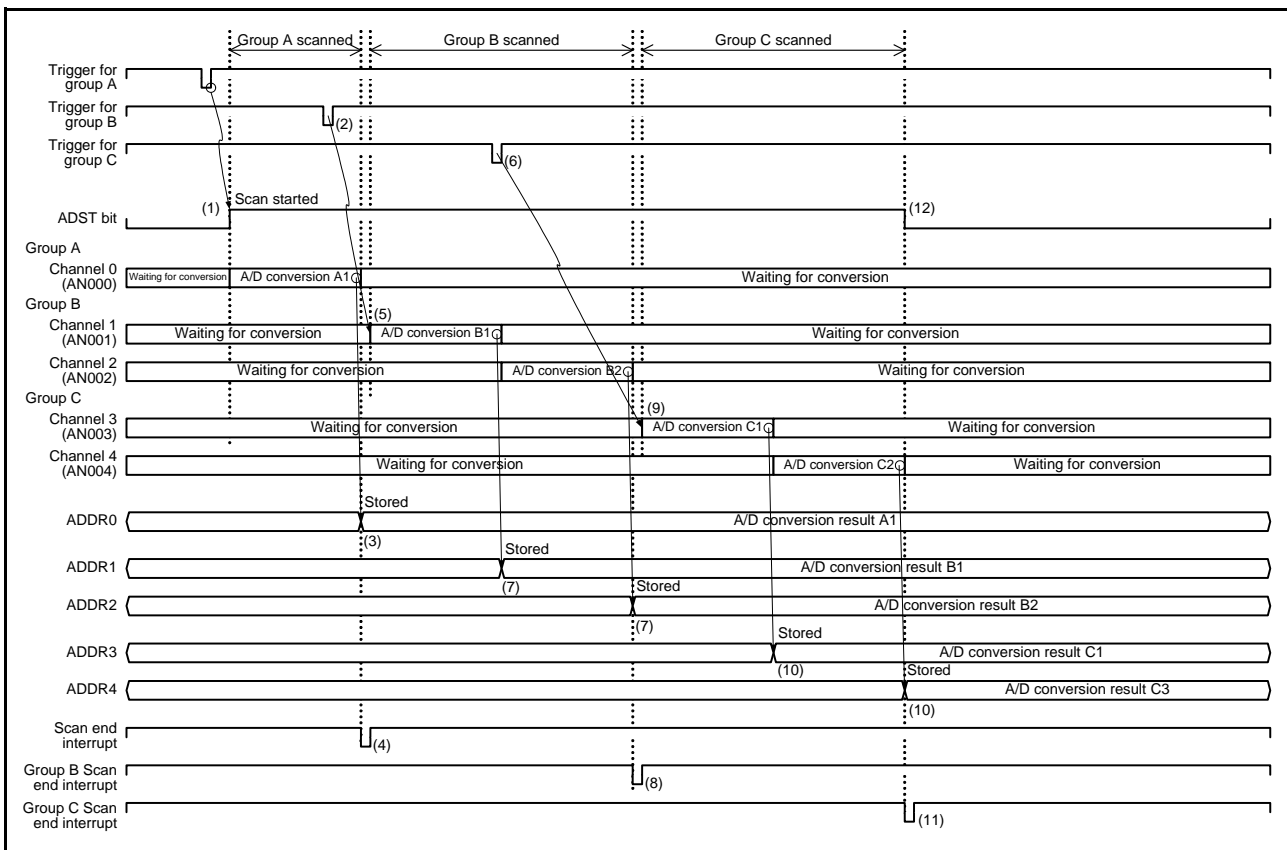 Group A scanned
Group B scanned
Group C scanned
Trigger for
group A
Trigger for
group B
(2)
Trigger for
group C
(6)
Scan started
(1)
(12)
ADST bit
Group A
Channel 0
(AN000)
Waiting for conversion
A/D conversion A1
Waiting for conversion
Group B
(5)
Channel 1
(AN001)
Waiting for conversion
A/D conversion B1
Waiting for conversion
Channel 2
(AN002)
Waiting for conversion
A/D conversion B2
Waiting for conversion
Group C
(9)
Channel 3
(AN003)
Waiting for conversion
A/D conversion C1
Waiting for conversion
Channel 4
(AN004)
Waiting for conversion
A/D conversion C2
Waiting for conversion
Stored
ADDR0
A/D conversion result A1
(3)
Stored
ADDR1
A/D conversion result B1
(7)
Stored
ADDR2
A/D conversion result B2
(7)
Stored
ADDR3
A/D conversion result C1
(10)
Stored
ADDR4
A/D conversion result C3
(10)
Scan end
interrupt
(4)
Group B Scan
end interrupt
(8)
Group C Scan
end interrupt
(11)